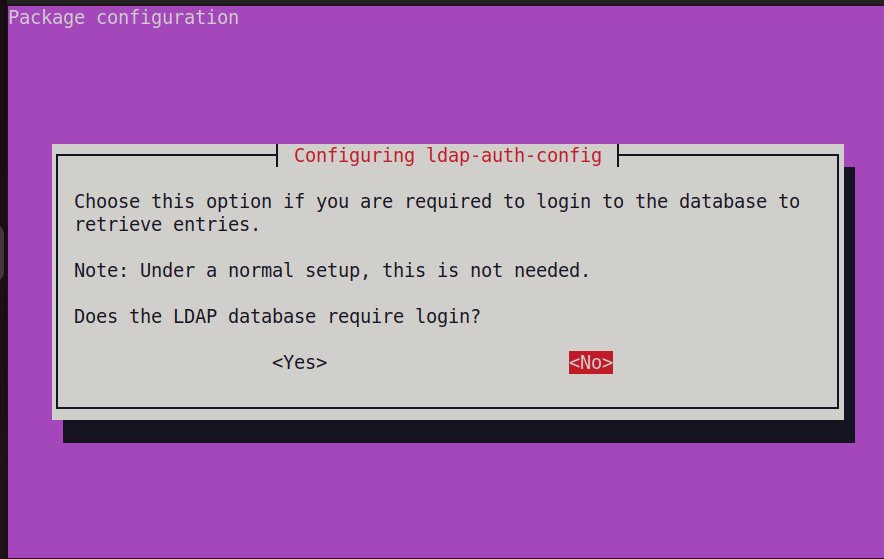 Package configuration
Configuring ldap-auth-config
Choose this option if you are required to login to the database to
retrieve entries.
Note: Under a normal setup, this is not needed.
Does the LDAP database require login?
<Yes> <No>